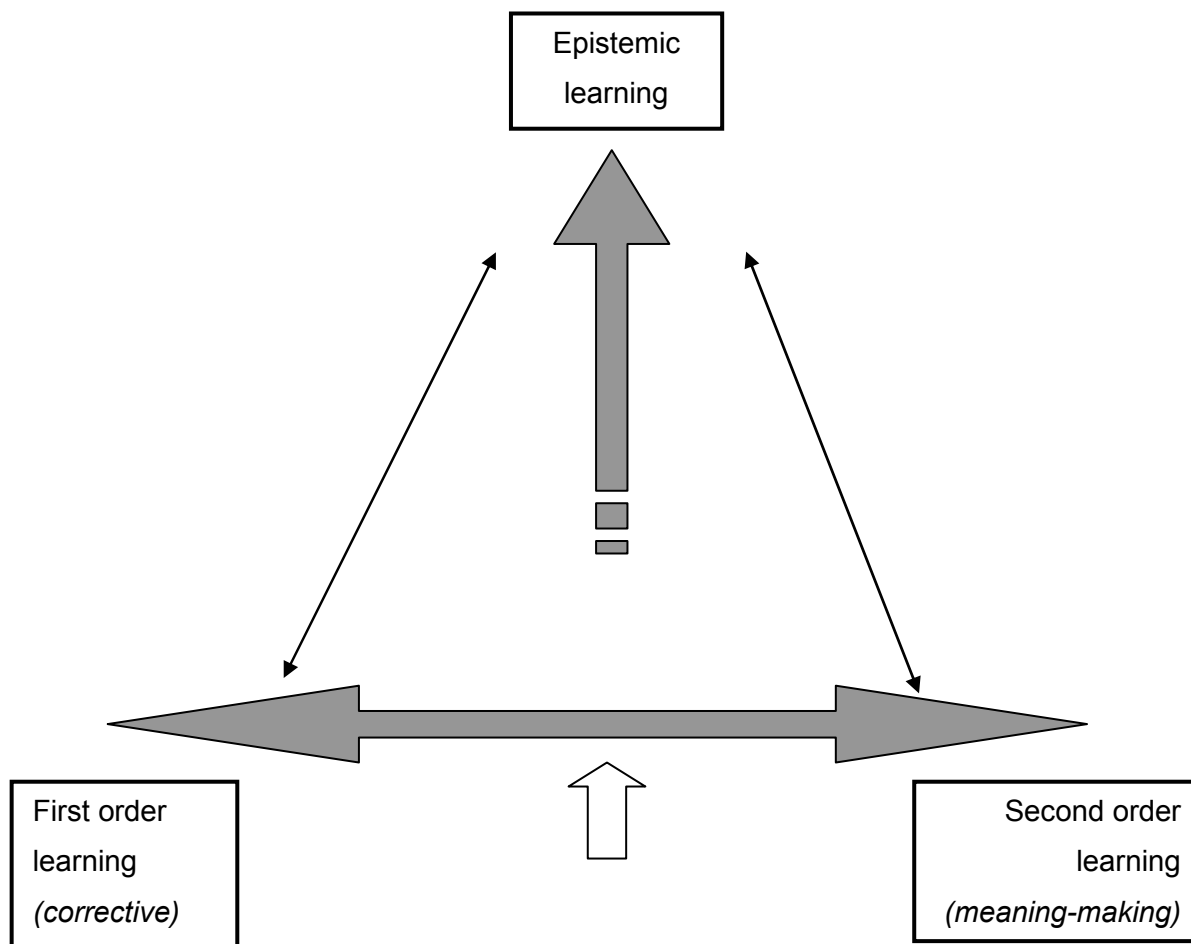 Epistemic
learning
First order
learning
(corrective)
Second order
learning
(meaning-making)